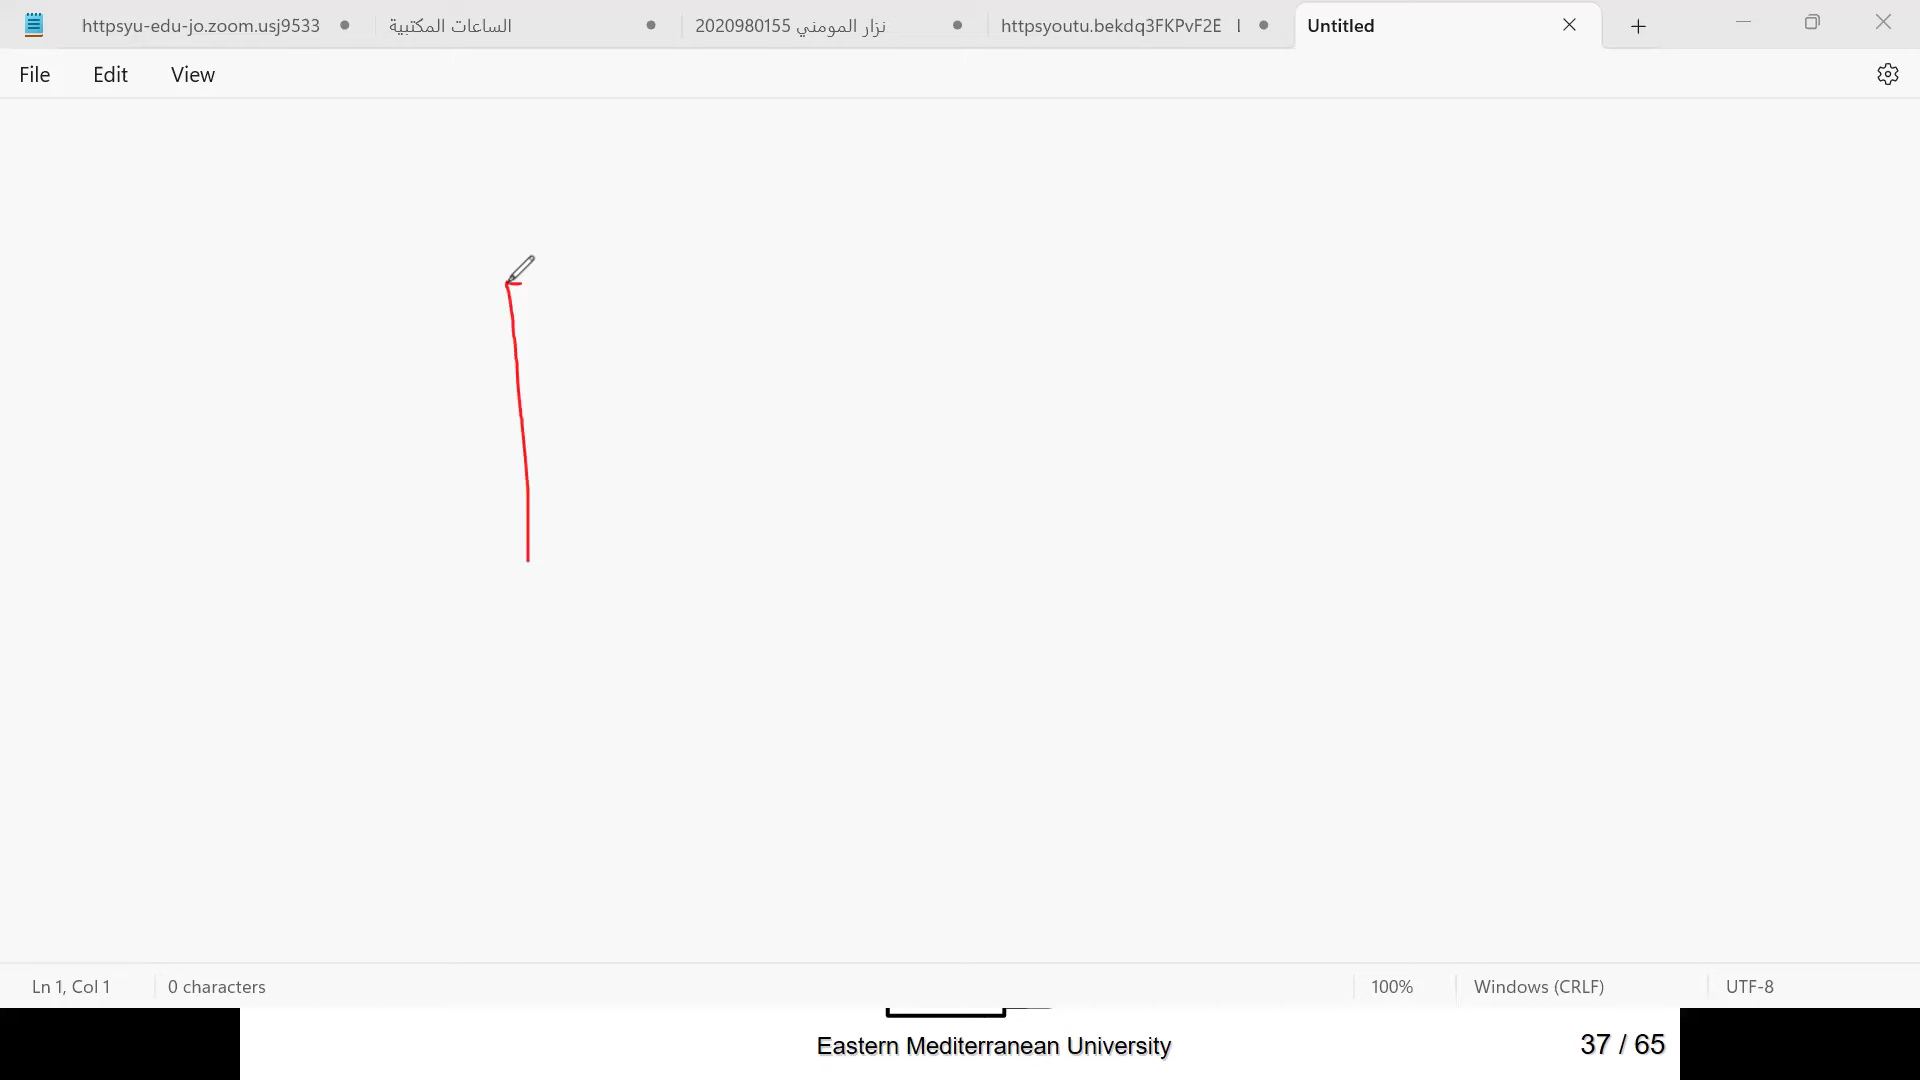 httpsyu-edu-jo.zoom.usj9533
الساعات المكتبية
نزار المومني 2020980155
httpsyoutu.bekdq3FKPvF2E l
Untitled
File Edit View
Ln 1, Col 1 0 characters 100% Windows (CRLF) UTF-8
Eastern Mediterranean University 37 / 65